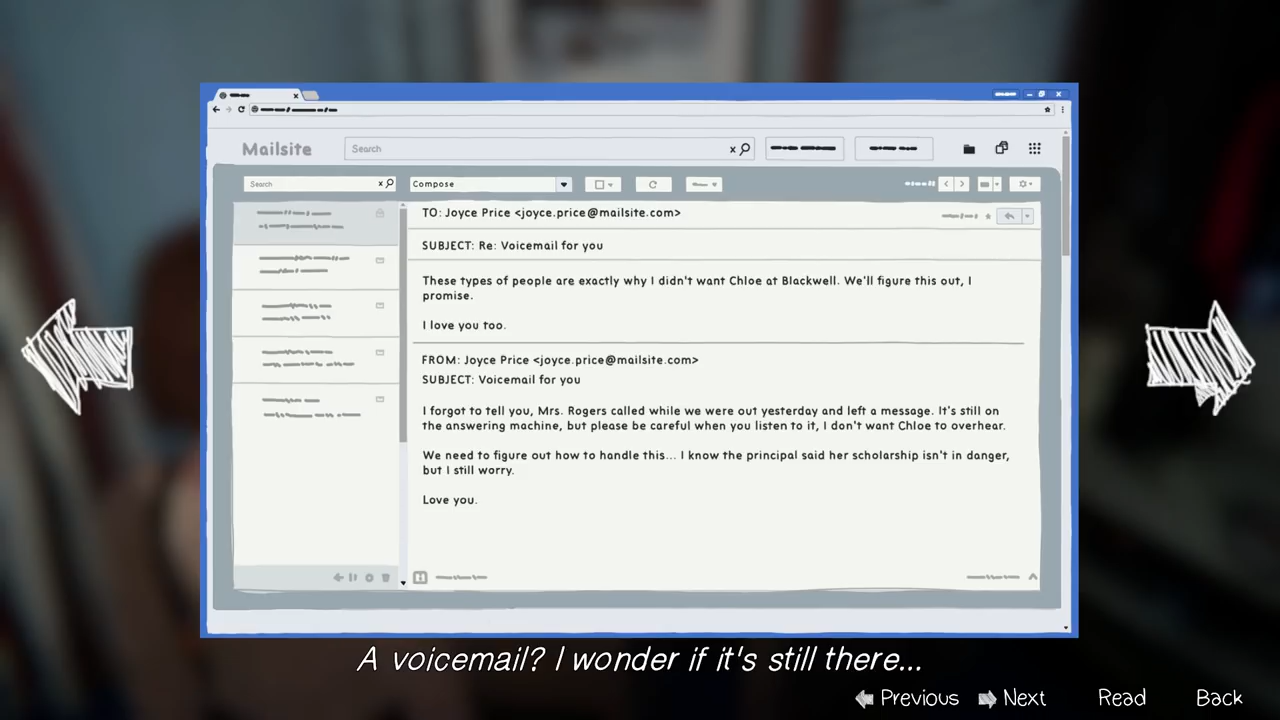 Mailsite
Search
x
Search
x
Compose
TO: Joyce Price <joyce.price@mailsite.com>
SUBJECT: Re: Voicemail for you
These types of people are exactly why I didn't want Chloe at Blackwell. We'll figure this out, I
promise.
I love you too.
FROM: Joyce Price <joyce.price@mailsite.com>
SUBJECT: Voicemail for you
I forgot to tell you, Mrs. Rogers called while we were out yesterday and left a message. It's still on
the answering machine, but please be careful when you listen to it, I don't want Chloe to overhear.
We need to figure out how to handle this... I know the principal said her scholarship isn't in danger,
but I still worry.
Love you.
A voicemail? I wonder if it's still there...
Previous Next Read Back